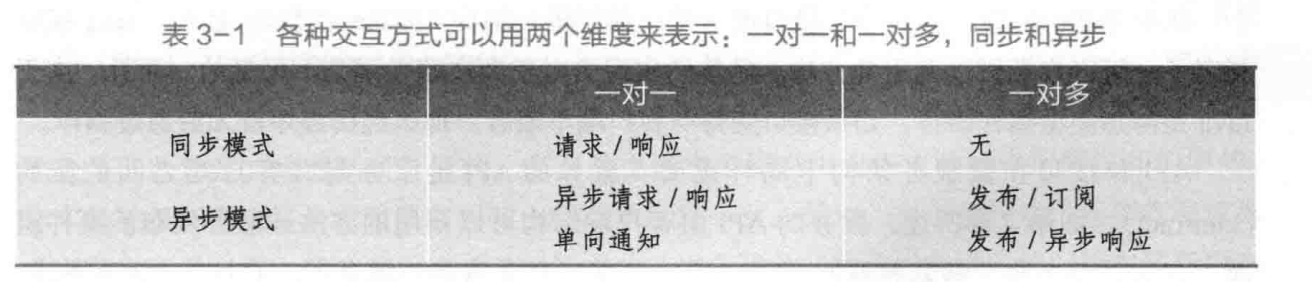 表 3-1 各种交互方式可以用两个维度来表示：一对一和一对多，同步和异步
一对一 一对多
同步模式 请求 / 响应 无
异步模式 异步请求 / 响应 发布 / 订阅
单向通知 发布 / 异步响应